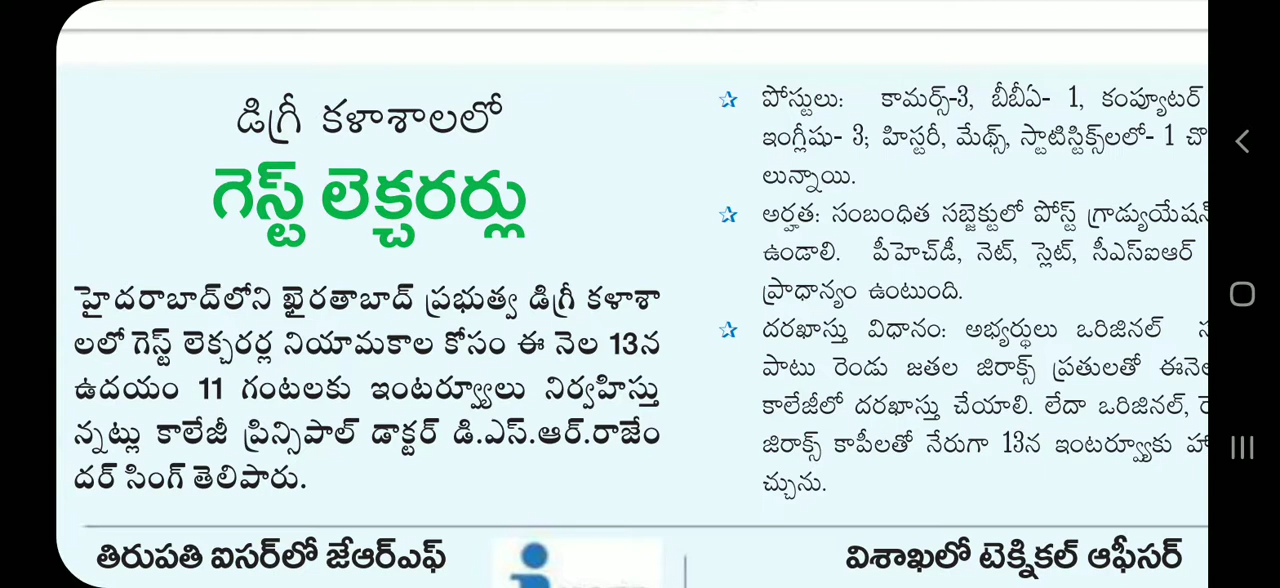 డిగ్రీ కళాశాలలో
గెస్ట్ లెక్చరర్లు
హైదరాబాద్‌లోని ఖైరతాబాద్ ప్రభుత్వ డిగ్రీ కళాశా
లలో గెస్ట్ లెక్చరర్ల నియామకాల కోసం ఈ నెల 13న
ఉదయం 11 గంటలకు ఇంటర్వ్యూలు నిర్వహిస్తు
న్నట్లు కాలేజీ ప్రిన్సిపాల్ డాక్టర్ డి.ఎస్.ఆర్.రాజేం
దర్ సింగ్ తెలిపారు.
☆ పోస్టులు: కామర్స్-3, బీబీఏ- 1, కంప్యూటర్
ఇంగ్లీషు- 3; హిస్టరీ, మేథ్స్, స్టాటిస్టిక్స్‌లలో- 1 చొ
లున్నాయి.
☆ అర్హత: సంబంధిత సబ్జెక్టులో పోస్ట్ గ్రాడ్యుయేషన్
ఉండాలి. పీహెచ్‌డీ, నెట్, స్లెట్, సీఎస్ఐఆర్
ప్రాధాన్యం ఉంటుంది.
☆ దరఖాస్తు విధానం: అభ్యర్థులు ఒరిజినల్
పాటు రెండు జతల జిరాక్స్ ప్రతులతో ఈనెల
కాలేజీలో దరఖాస్తు చేయాలి. లేదా ఒరిజినల్,
జిరాక్స్ కాపీలతో నేరుగా 13న ఇంటర్వ్యూకు హా
చ్చును.
తిరుపతి ఐసర్‌లో జేఆర్ఎఫ్
విశాఖలో టెక్నికల్ ఆఫీసర్